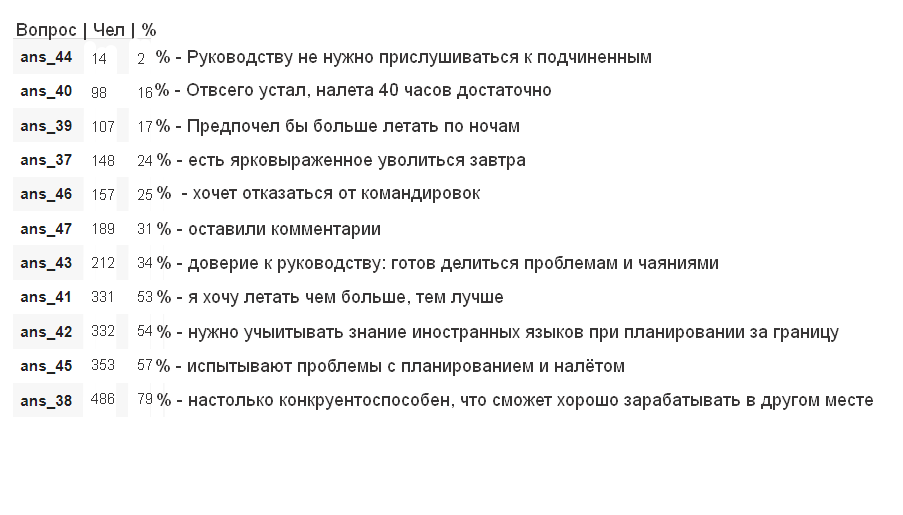 Вопрос | Чел | %
ans_44 14 2 % - Руководству не нужно прислушиваться к подчиненным
ans_40 98 16 % - Отвсего устал, налета 40 часов достаточно
ans_39 107 17 % - Предпочел бы больше летать по ночам
ans_37 148 24 % - есть ярковыраженное уволиться завтра
ans_46 157 25 % - хочет отказаться от командировок
ans_47 189 31 % - оставили комментарии
ans_43 212 34 % - доверие к руководству: готов делиться проблемам и чаяниями
ans_41 331 53 % - я хочу летать чем больше, тем лучше
ans_42 332 54 % - нужно учыитывать знание иностранных языков при планировании за границу
ans_45 353 57 % - испытывают проблемы с планированием и налётом
ans_38 486 79 % - настолько конкруентоспособен, что сможет хорошо зарабатывать в другом месте